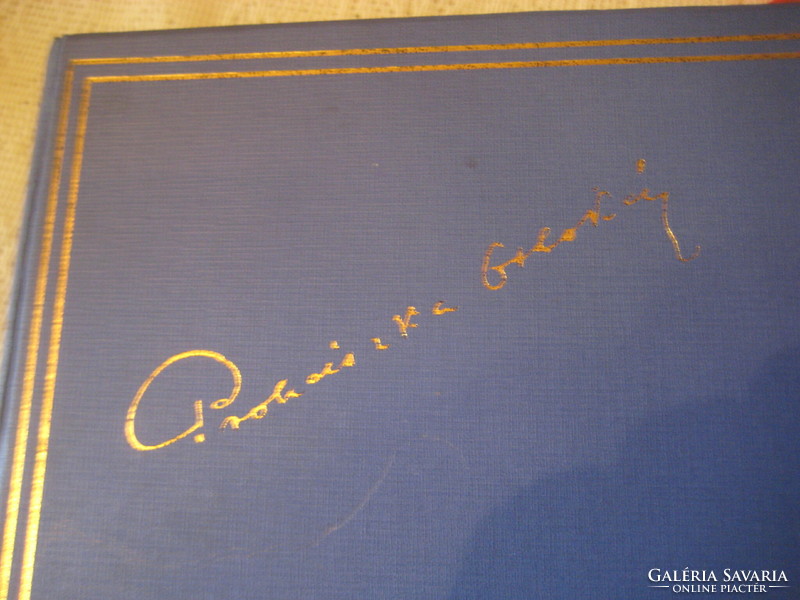 Prohászka Ottokár
GALÉRIA SAVARIA
ONLINE PIACTÉR